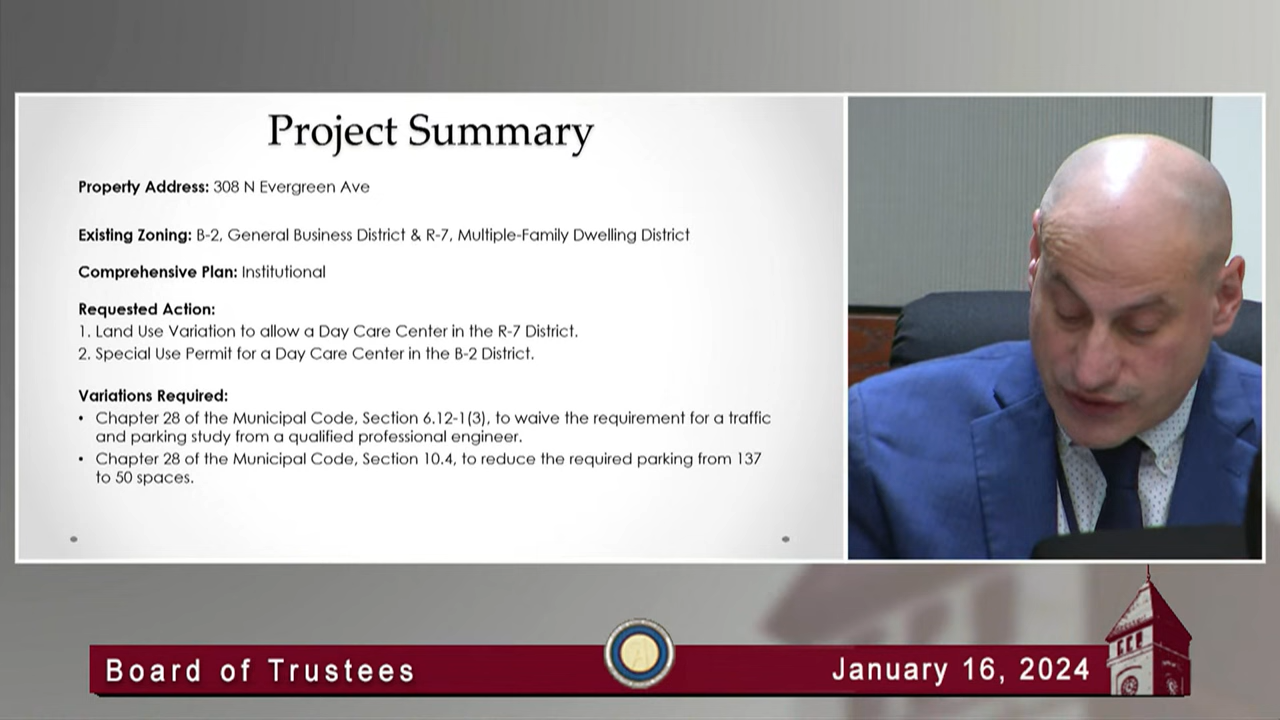 Project Summary
Property Address: 308 N Evergreen Ave
Existing Zoning: B-2, General Business District & R-7, Multiple-Family Dwelling District
Comprehensive Plan: Institutional
Requested Action:
1. Land Use Variation to allow a Day Care Center in the R-7 District.
2. Special Use Permit for a Day Care Center in the B-2 District.
Variations Required:
• Chapter 28 of the Municipal Code, Section 6.12-1(3), to waive the requirement for a traffic
and parking study from a qualified professional engineer.
• Chapter 28 of the Municipal Code, Section 10.4, to reduce the required parking from 137
to 50 spaces.
Board of Trustees
January 16, 2024